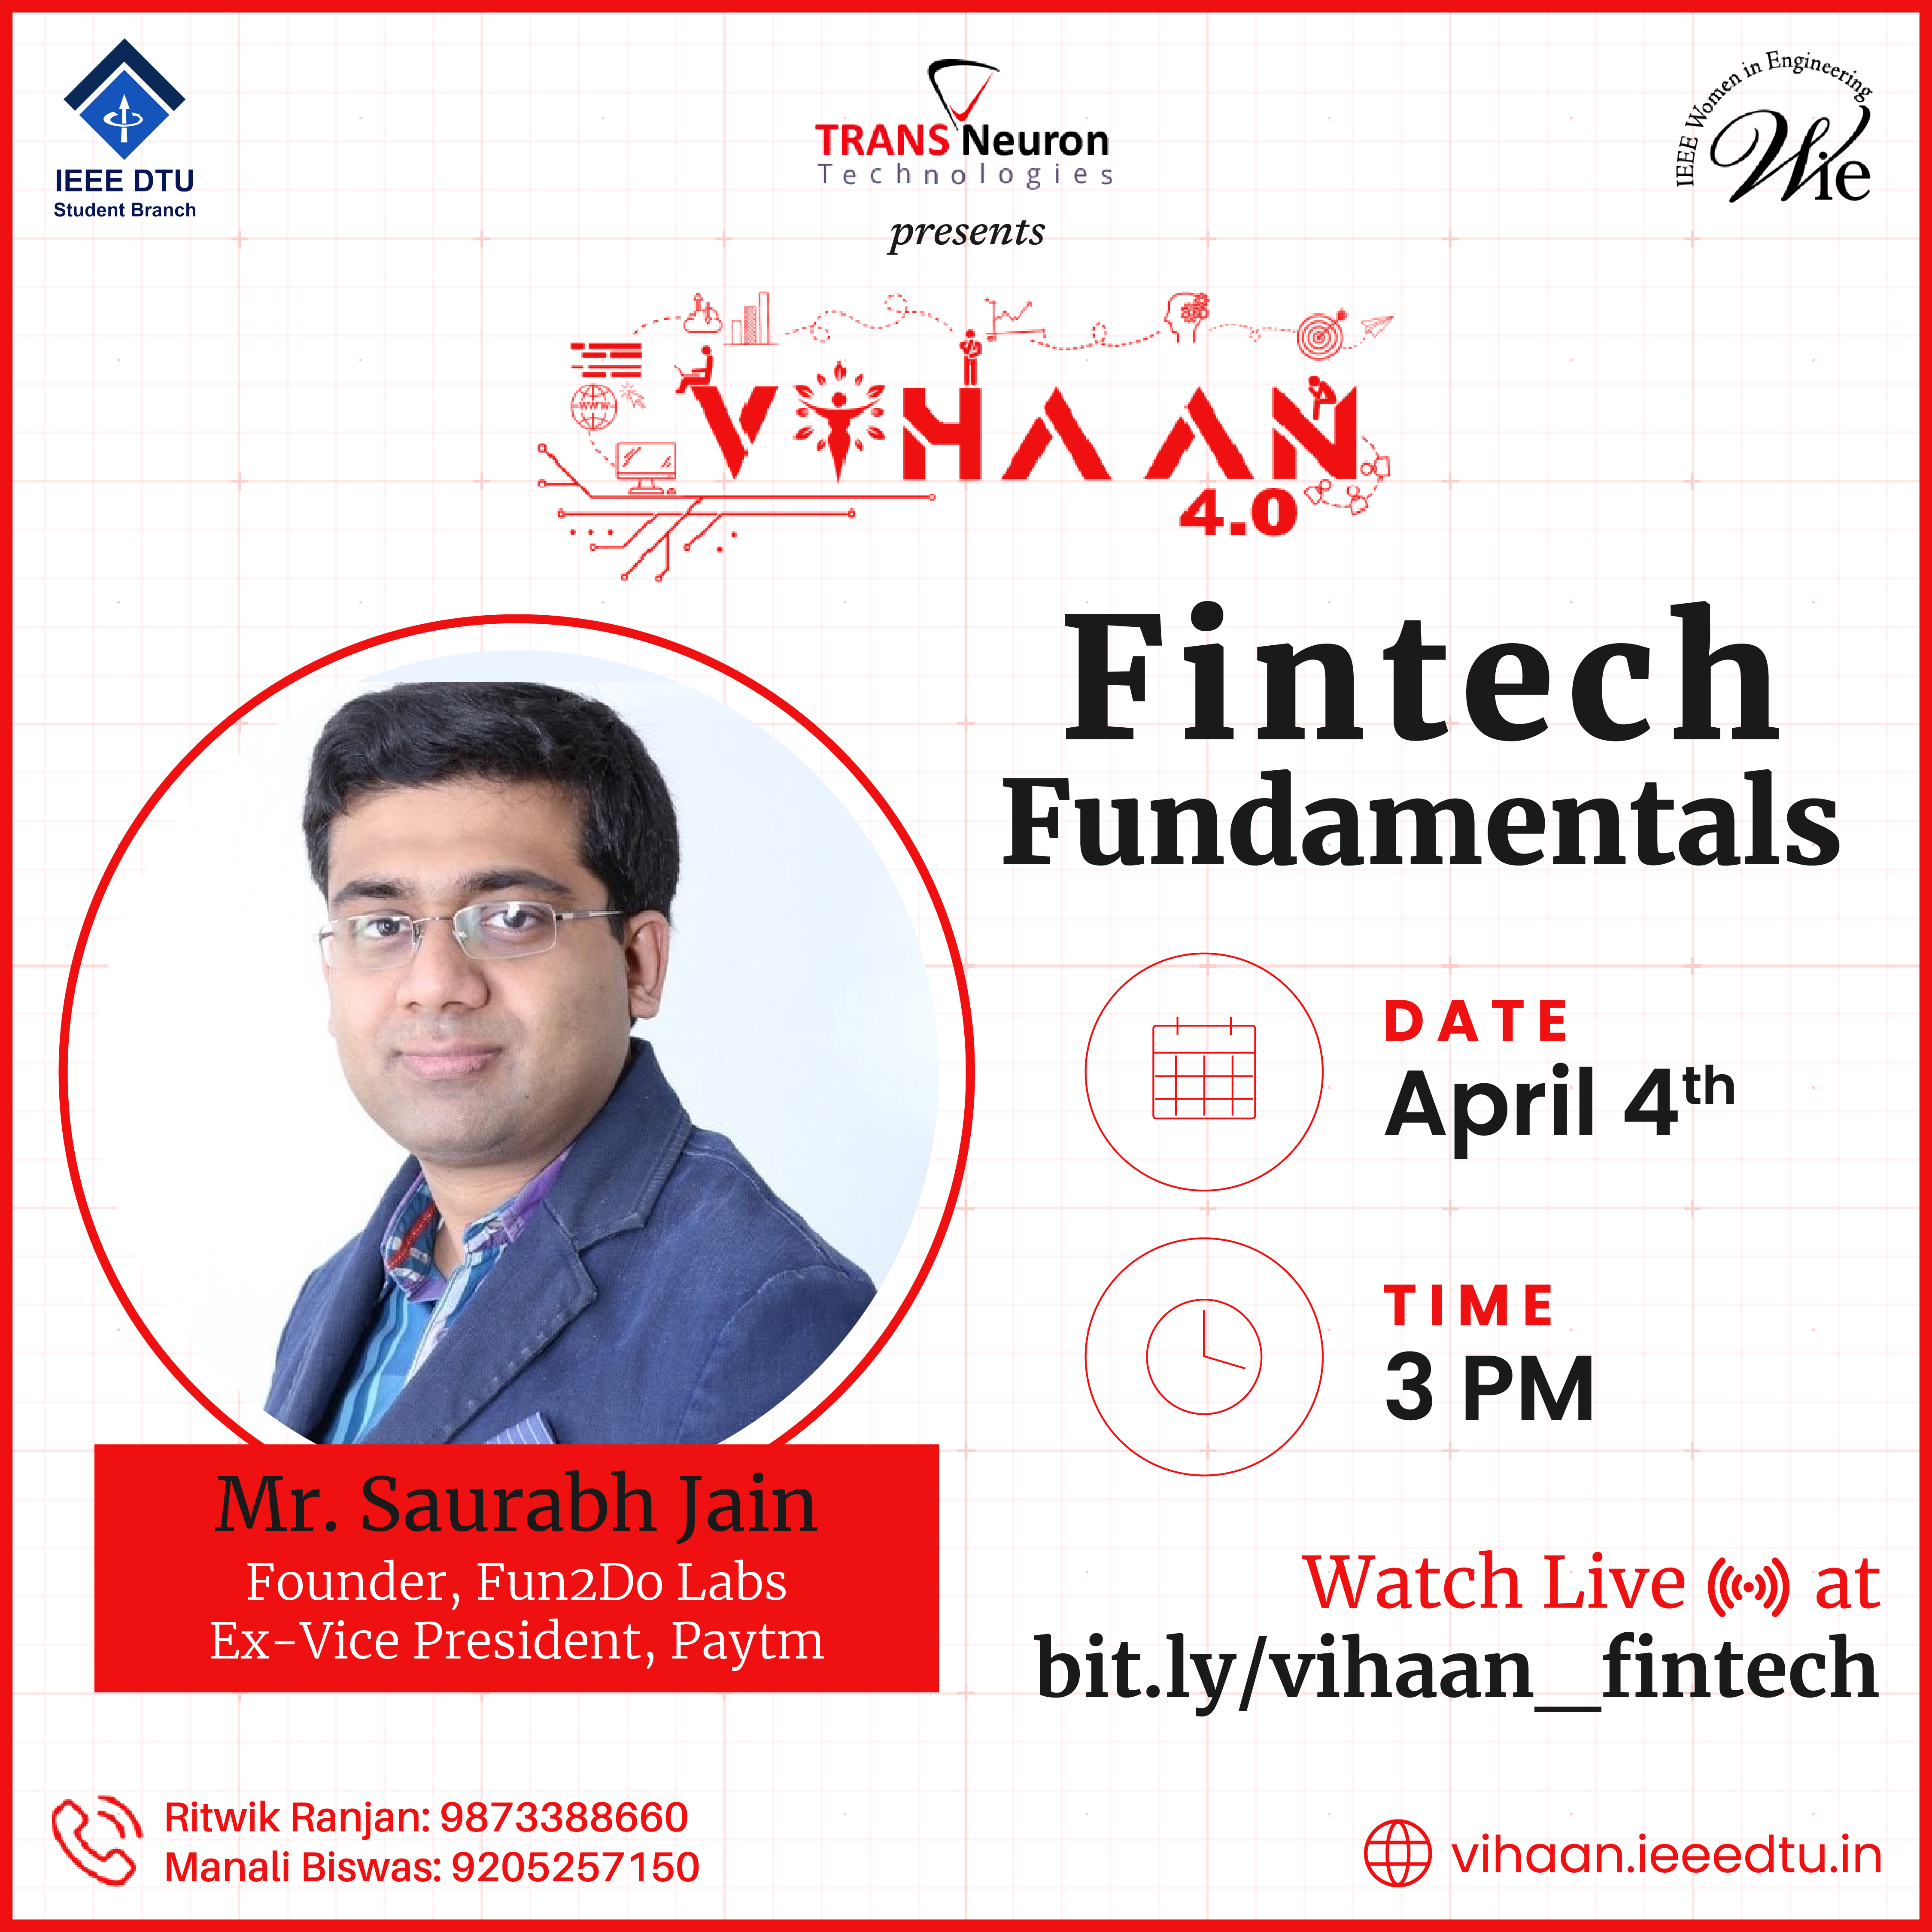 IEEE DTU
Student Branch
TRANS Neuron
Technologies
presents
IEEE Women in Engineering
Wie
www
VIHAAN
4.0
Fintech
Fundamentals
DATE
April 4th
TIME
3 PM
Mr. Saurabh Jain
Founder, Fun2Do Labs
Ex-Vice President, Paytm
Watch Live at
bit.ly/vihaan__fintech
Ritwik Ranjan: 9873388660
Manali Biswas: 9205257150
vihaan.ieeedtu.in